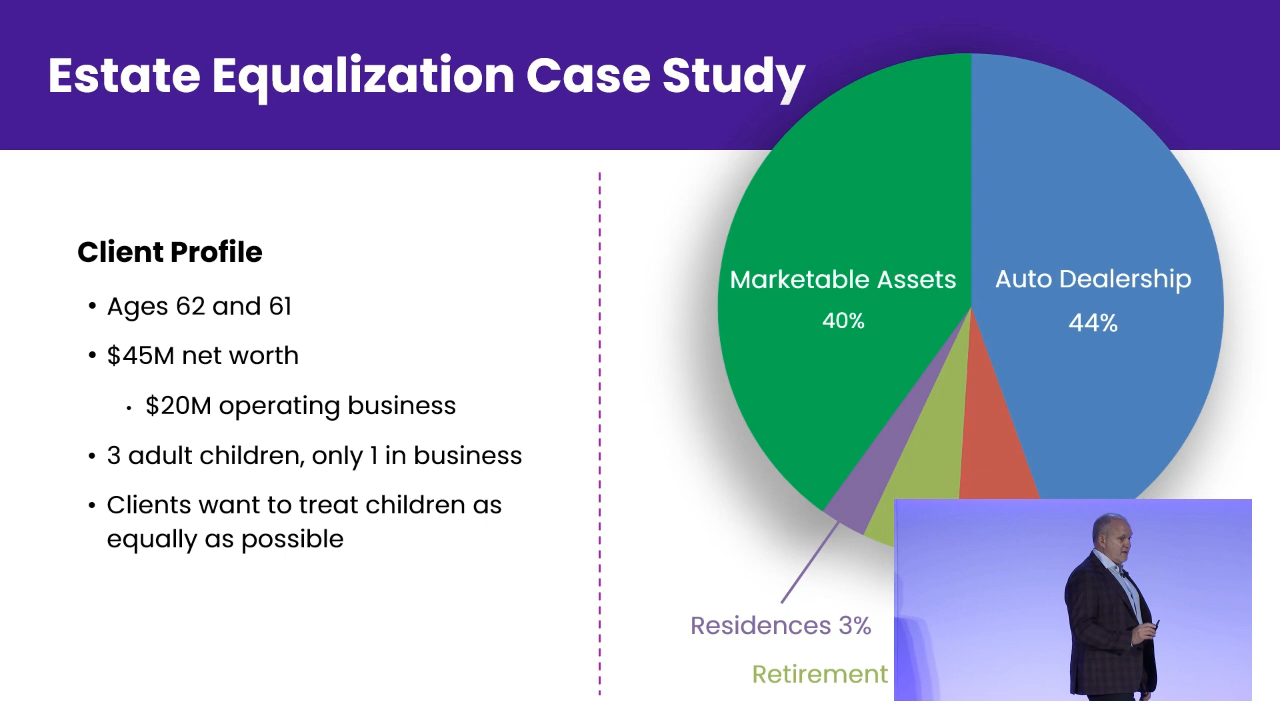 Estate Equalization Case Study
Client Profile
• Ages 62 and 61
• $45M net worth
• $20M operating business
• 3 adult children, only 1 in business
• Clients want to treat children as
equally as possible
Marketable Assets
40%
Auto Dealership
44%
Residences 3%
Retirement